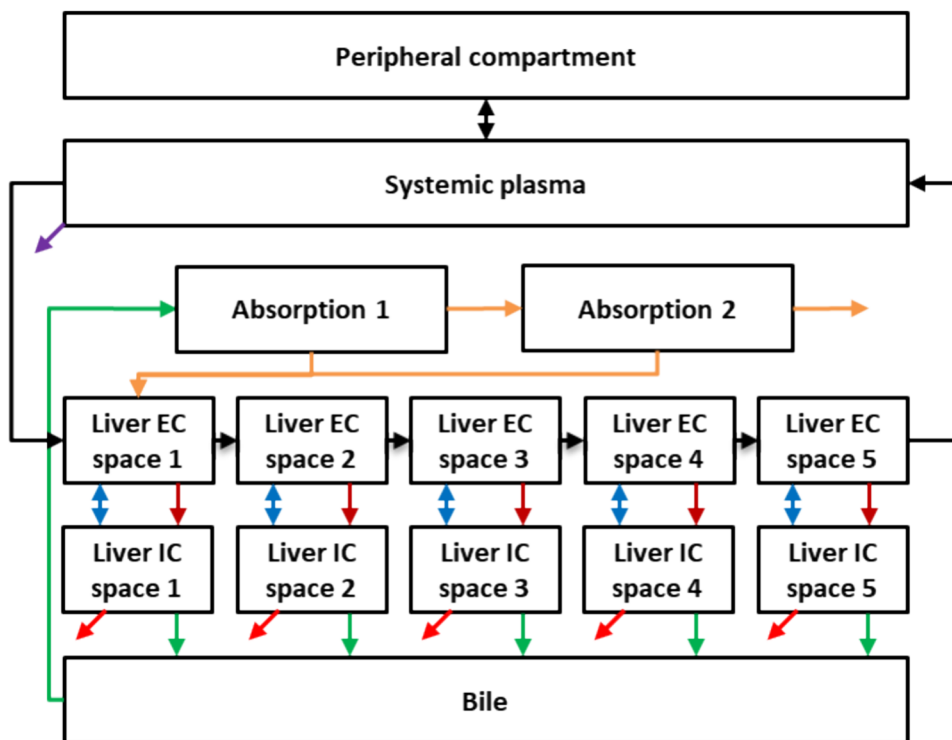 Peripheral compartment
Systemic plasma
Absorption 1
Absorption 2
Liver EC
space 1
Liver EC
space 2
Liver EC
space 3
Liver EC
space 4
Liver EC
space 5
Liver IC
space 1
Liver IC
space 2
Liver IC
space 3
Liver IC
space 4
Liver IC
space 5
Bile